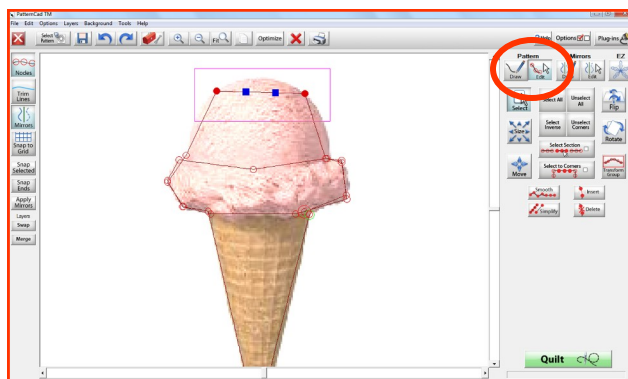 PatternCad TM
File Edit Options Layers Background Tools Help
Select Pattern
Fit
Optimize
Options
Plug-ins
Pattern
Mirrors
EZ
Draw
Edit
Edit
Nodes
Trim Lines
Mirrors
Snap to Grid
Snap Selected
Snap Ends
Apply Mirrors
Layers
Swap
Merge
Select
Select All
Unselect All
Flip
Size
Select Inverse
Unselect Corners
Rotate
Select Section
Move
Select to Corners
Transform Group
Smooth
Insert
Simplify
Delete
Quilt